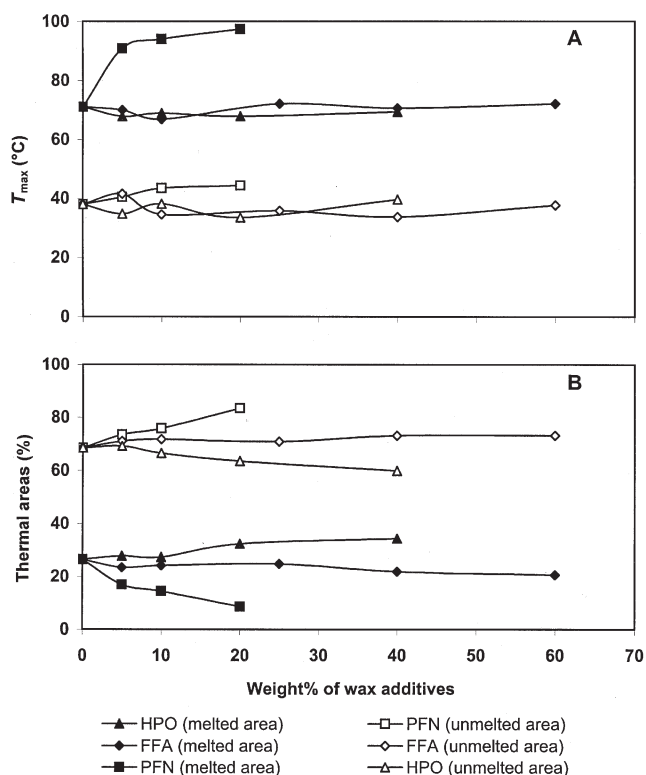 100
80
60
40
20
0
T max (°C)
A
100
80
60
40
20
0
Thermal areas (%)
B
0 10 20 30 40 50 60 70
Weight% of wax additives
HPO (melted area)
FFA (melted area)
PFN (melted area)
PFN (unmelted area)
FFA (unmelted area)
HPO (unmelted area)